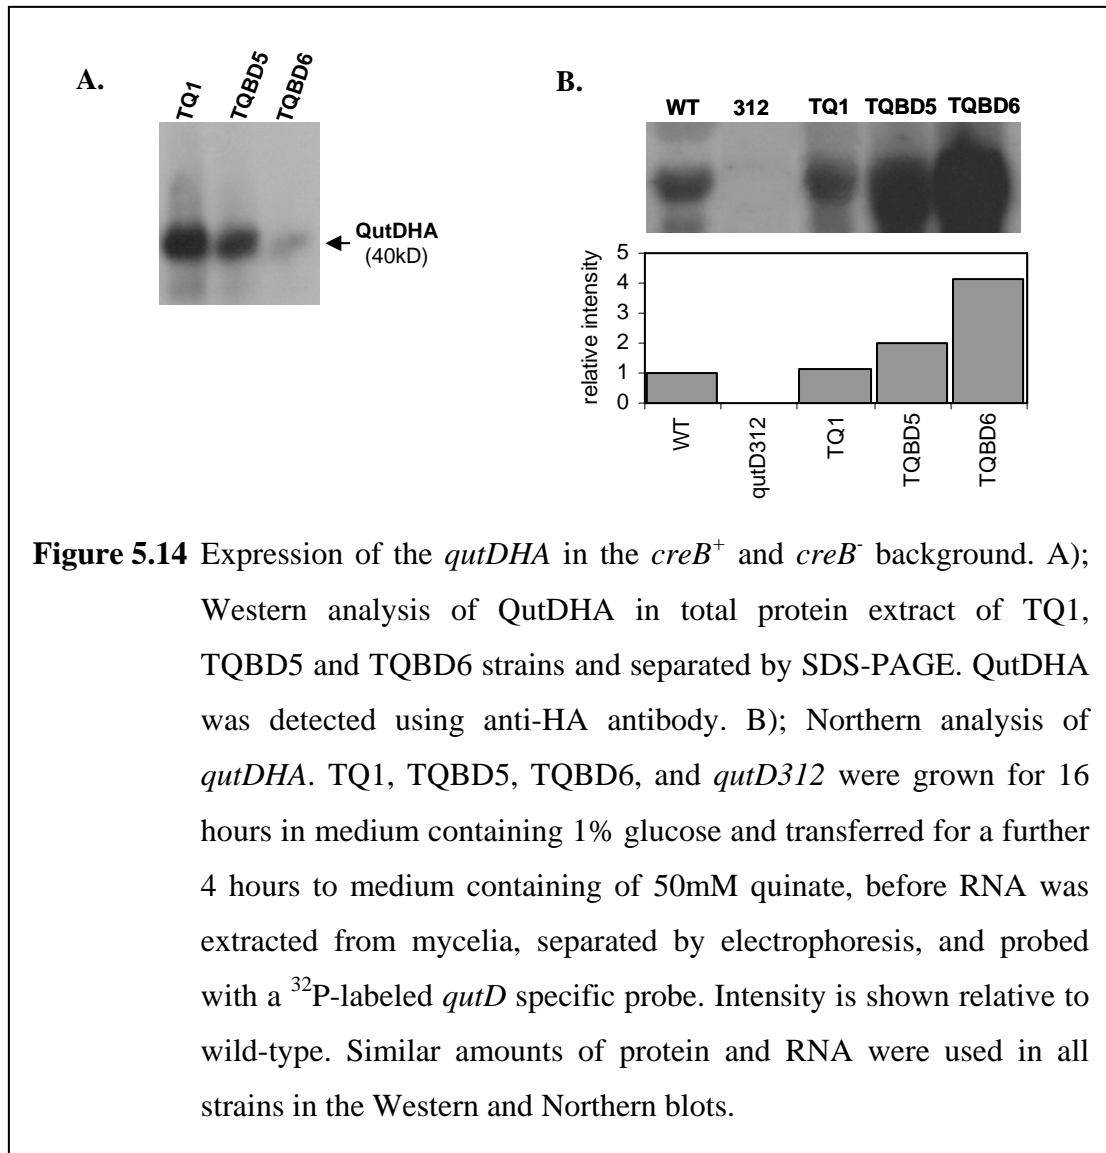 A.
TQ1
TQBD5
TQBD6
QutDHA
(40kD)
B.
WT 312 TQ1 TQBD5 TQBD6
relative intensity
5
4
3
2
1
0
WT
qutD312
TQ1
TQBD5
TQBD6
Figure 5.14 Expression of the qutDHA in the creB⁺ and creB⁻ background. A);
Western analysis of QutDHA in total protein extract of TQ1,
TQBD5 and TQBD6 strains and separated by SDS-PAGE. QutDHA
was detected using anti-HA antibody. B); Northern analysis of
qutDHA. TQ1, TQBD5, TQBD6, and qutD312 were grown for 16
hours in medium containing 1% glucose and transferred for a further
4 hours to medium containing of 50mM quinate, before RNA was
extracted from mycelia, separated by electrophoresis, and probed
with a ³²P-labeled qutD specific probe. Intensity is shown relative to
wild-type. Similar amounts of protein and RNA were used in all
strains in the Western and Northern blots.